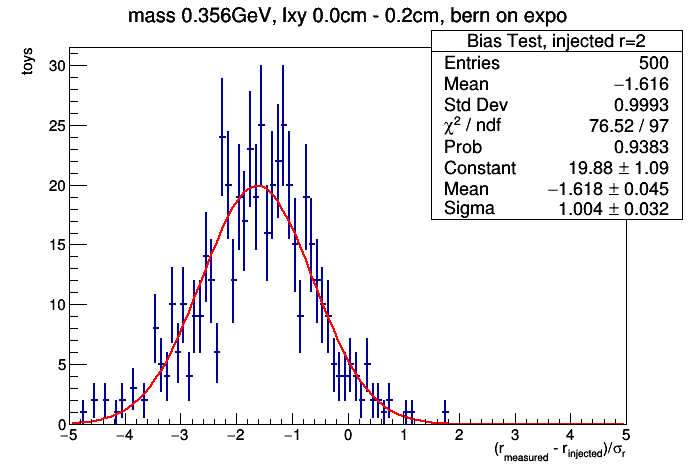 mass 0.356GeV, lxy 0.0cm - 0.2cm, bern on expo
toys
Bias Test, injected r=2
Entries 500
Mean −1.616
Std Dev 0.9993
χ² / ndf 76.52 / 97
Prob 0.9383
Constant 19.88 ± 1.09
Mean −1.618 ± 0.045
Sigma 1.004 ± 0.032
30
25
20
15
10
5
0
−5 −4 −3 −2 −1 0 1 2 3 4 5
(r_measured - r_injected)/σ_r